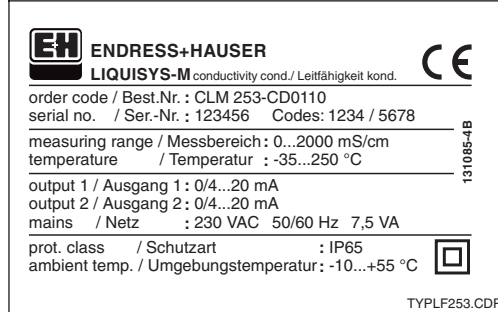 E+H
ENDRESS+HAUSER
LIQUISYS-M conductivity cond./ Leitfähigkeit kond.
CE
order code / Best.Nr. : CLM 253-CD0110
serial no. / Ser.-Nr. : 123456 Codes: 1234 / 5678
measuring range / Messbereich : 0...2000 mS/cm
temperature / Temperatur : -35...250 °C
output 1 / Ausgang 1 : 0/4...20 mA
output 2 / Ausgang 2 : 0/4...20 mA
mains / Netz : 230 VAC 50/60 Hz 7,5 VA
131085-4B
prot. class / Schutzart : IP65
ambient temp. / Umgebungstemperatur : -10...+55 °C
TYPLF253.CDR